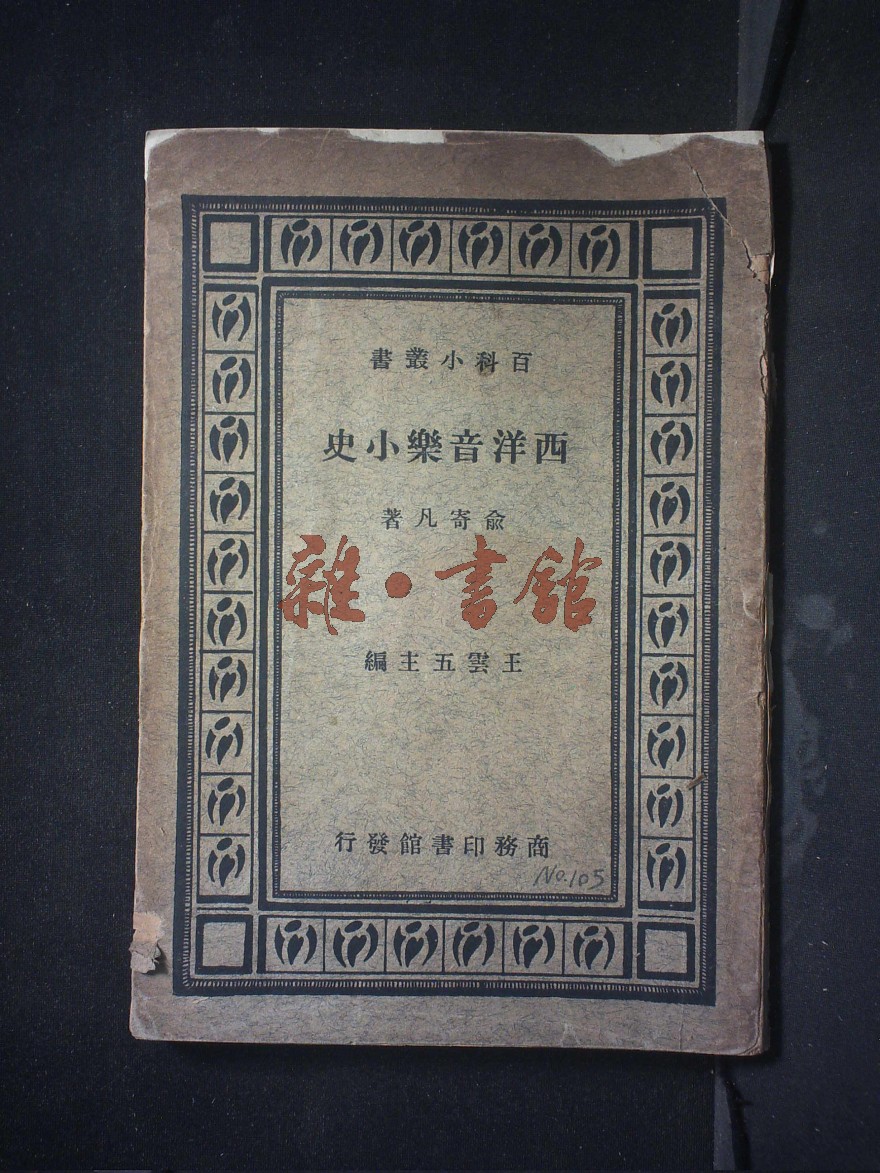 百科小叢書
西洋音樂小史
兪寄凡著
雜·書館
王雲五主編
商務印書館發行
No.105